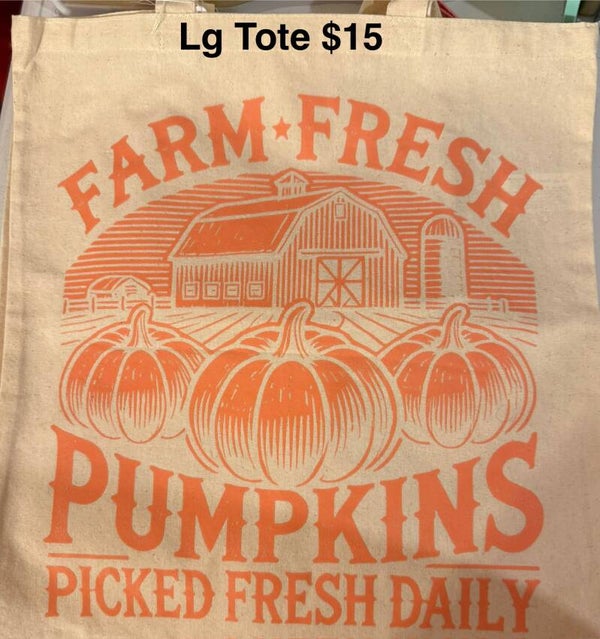 Lg Tote $15
FARM★FRESH
PUMPKINS
PICKED FRESH DAILY